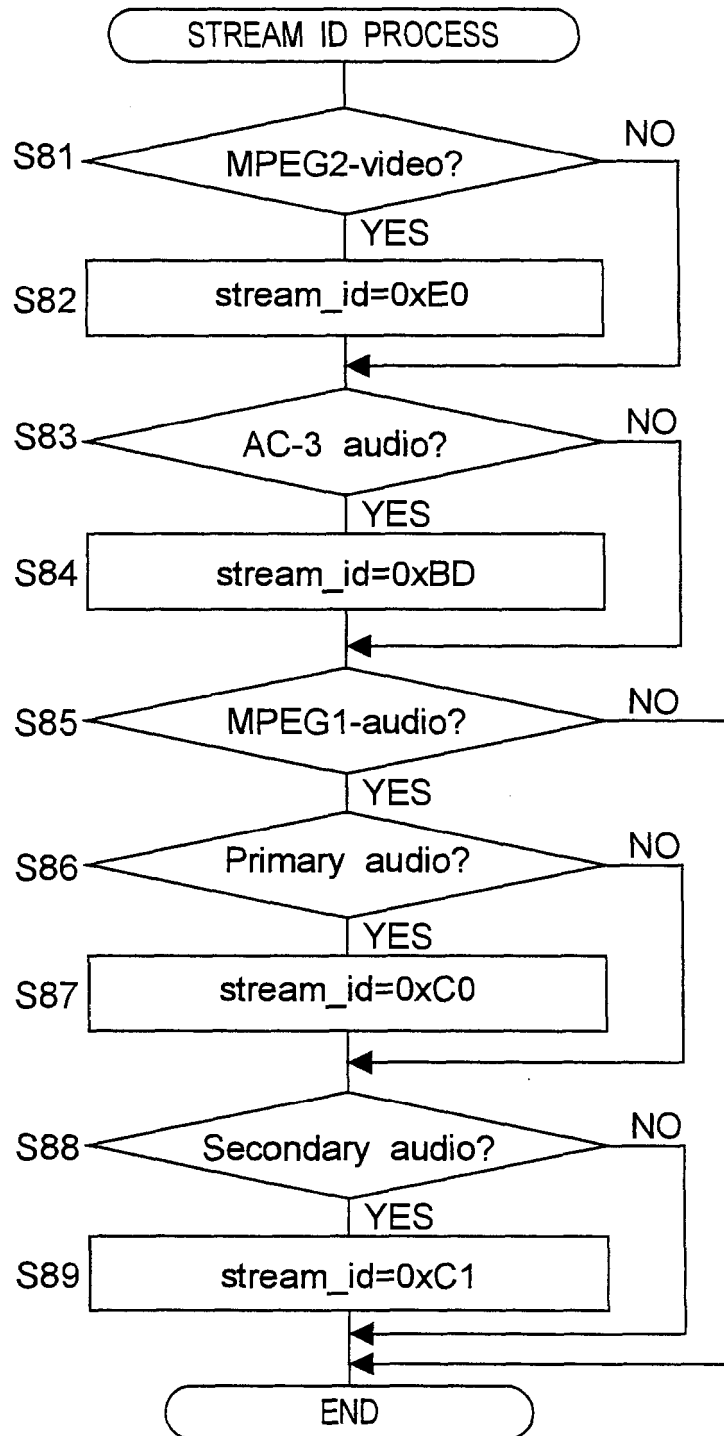 STREAM ID PROCESS
S81
MPEG2-video?
NO
YES
S82
stream_id=0xE0
S83
AC-3 audio?
NO
YES
S84
stream_id=0xBD
S85
MPEG1-audio?
NO
YES
S86
Primary audio?
NO
YES
S87
stream_id=0xC0
S88
Secondary audio?
NO
YES
S89
stream_id=0xC1
END